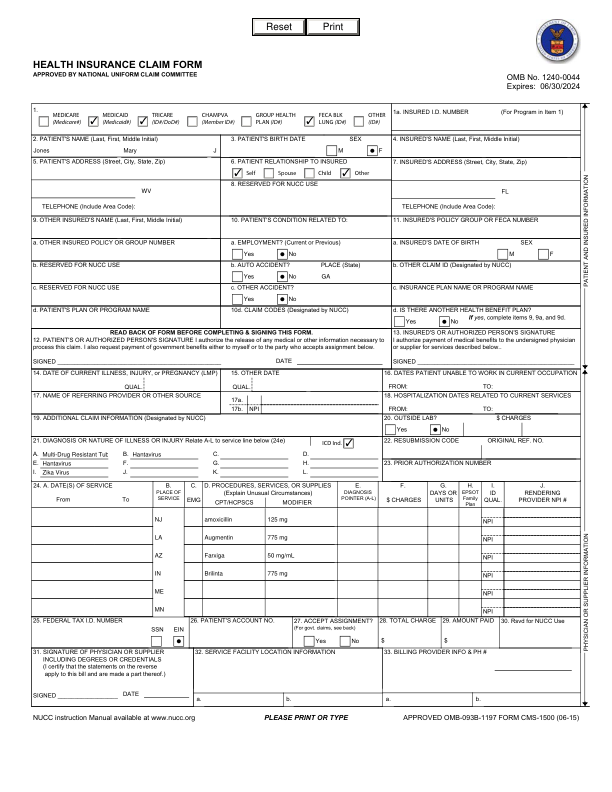 Reset Print
HEALTH INSURANCE CLAIM FORM
APPROVED BY NATIONAL UNIFORM CLAIM COMMITTEE
OMB No. 1240-0044
Expires: 06/30/2024
1. MEDICARE MEDICAID TRICARE CHAMPVA GROUP HEALTH FECA BLK OTHER
(Medicare#) (Medicaid#) (ID#/DoD#) (Member ID#) PLAN (ID#) LUNG (ID#) (ID#)
1a. INSURED I.D. NUMBER (For Program in Item 1)
2. PATIENT'S NAME (Last, First, Middle Initial)
Jones Mary J
3. PATIENT'S BIRTH DATE SEX
M F
4. INSURED'S NAME (Last, First, Middle Initial)
5. PATIENT'S ADDRESS (Street, City, State, Zip)
WV
TELEPHONE (Include Area Code):
6. PATIENT RELATIONSHIP TO INSURED
Self Spouse Child Other
7. INSURED'S ADDRESS (Street, City, State, Zip)
FL
TELEPHONE (Include Area Code):
8. RESERVED FOR NUCC USE
9. OTHER INSURED'S NAME (Last, First, Middle Initial)
10. PATIENT'S CONDITION RELATED TO:
11. INSURED'S POLICY GROUP OR FECA NUMBER
a. OTHER INSURED POLICY OR GROUP NUMBER
a. EMPLOYMENT? (Current or Previous)
Yes No
a. INSURED'S DATE OF BIRTH SEX
M F
b. RESERVED FOR NUCC USE
b. AUTO ACCIDENT? PLACE (State)
Yes No GA
b. OTHER CLAIM ID (Designated by NUCC)
c. RESERVED FOR NUCC USE
c. OTHER ACCIDENT?
Yes No
c. INSURANCE PLAN NAME OR PROGRAM NAME
d. PATIENT'S PLAN OR PROGRAM NAME
10d. CLAIM CODES (Designated by NUCC)
d. IS THERE ANOTHER HEALTH BENEFIT PLAN?
Yes No If yes, complete items 9, 9a, and 9d.
READ BACK OF FORM BEFORE COMPLETING & SIGNING THIS FORM.
12. PATIENT'S OR AUTHORIZED PERSON'S SIGNATURE I authorize the release of any medical or other information necessary to
process this claim. I also request payment of government benefits either to myself or to the party who accepts assignment below.
SIGNED DATE
13. INSURED'S OR AUTHORIZED PERSON'S SIGNATURE
I authorize payment of medical benefits to the undersigned physician
or supplier for services described below..
SIGNED
PATIENT AND INSURED INFORMATION
14. DATE OF CURRENT ILLNESS, INJURY, or PREGNANCY (LMP)
QUAL.
15. OTHER DATE
QUAL.
16. DATES PATIENT UNABLE TO WORK IN CURRENT OCCUPATION
FROM: TO:
17. NAME OF REFERRING PROVIDER OR OTHER SOURCE
17a.
17b. NPI
18. HOSPITALIZATION DATES RELATED TO CURRENT SERVICES
FROM: TO:
19. ADDITIONAL CLAIM INFORMATION (Designated by NUCC)
20. OUTSIDE LAB? $ CHARGES
Yes No
21. DIAGNOSIS OR NATURE OF ILLNESS OR INJURY Relate A-L to service line below (24e) ICD Ind.
A. Multi-Drug Resistant Tub B. Hantavirus C. D.
E. Hantavirus F. G. H.
I. Zika Virus J. K. L.
22. RESUBMISSION CODE ORIGINAL REF. NO.
23. PRIOR AUTHORIZATION NUMBER
24. A. DATE(S) OF SERVICE
From To
B. PLACE OF SERVICE
C. EMG
D. PROCEDURES, SERVICES, OR SUPPLIES
(Explain Unusual Circumstances)
CPT/HCPSCS MODIFIER
E. DIAGNOSIS POINTER (A-L)
F. $ CHARGES
G. DAYS OR UNITS
H. EPSOT Family Plan
I. ID QUAL.
J. RENDERING PROVIDER NPI #
NJ amoxicillin 125 mg NPI
LA Augmentin 775 mg NPI
AZ Farxiga 50 mg/mL NPI
IN Brilinta 775 mg NPI
ME NPI
MN NPI
25. FEDERAL TAX I.D. NUMBER
SSN EIN
26. PATIENT'S ACCOUNT NO.
27. ACCEPT ASSIGNMENT?
(For govt. claims, see back)
Yes No
28. TOTAL CHARGE
$
29. AMOUNT PAID
$
30. Rsvd for NUCC Use
31. SIGNATURE OF PHYSICIAN OR SUPPLIER
INCLUDING DEGREES OR CREDENTIALS
(I certify that the statements on the reverse
apply to this bill and are made a part thereof.)
SIGNED DATE
32. SERVICE FACILITY LOCATION INFORMATION
a. b.
33. BILLING PROVIDER INFO & PH #
a. b.
PHYSICIAN OR SUPPLIER INFORMATION
NUCC instruction Manual available at www.nucc.org
PLEASE PRINT OR TYPE
APPROVED OMB-093B-1197 FORM CMS-1500 (06-15)